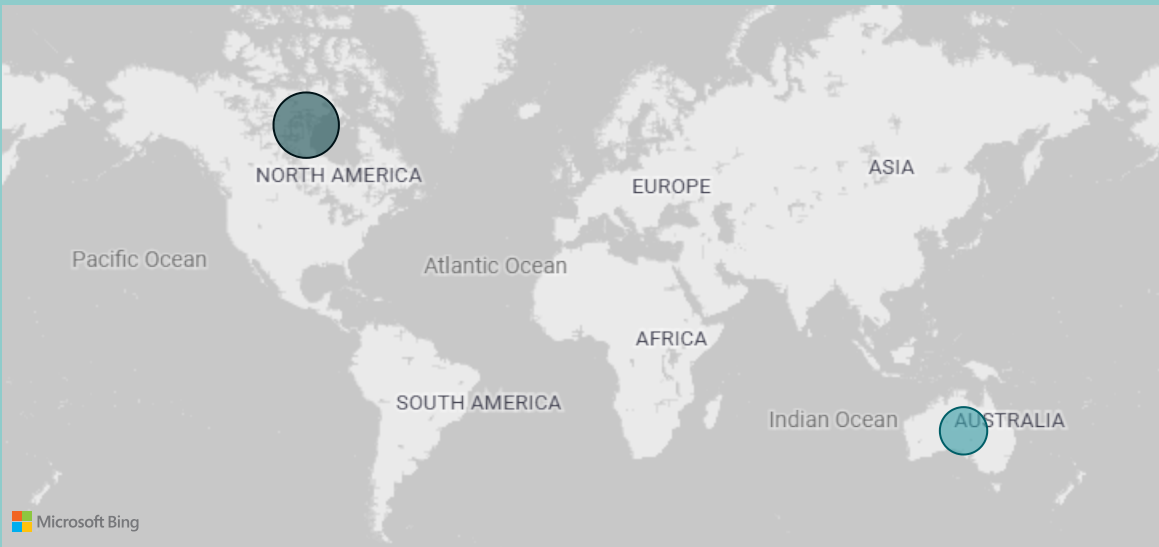 NORTH AMERICA
EUROPE
ASIA
Pacific Ocean
Atlantic Ocean
AFRICA
SOUTH AMERICA
Indian Ocean
AUSTRALIA
Microsoft Bing